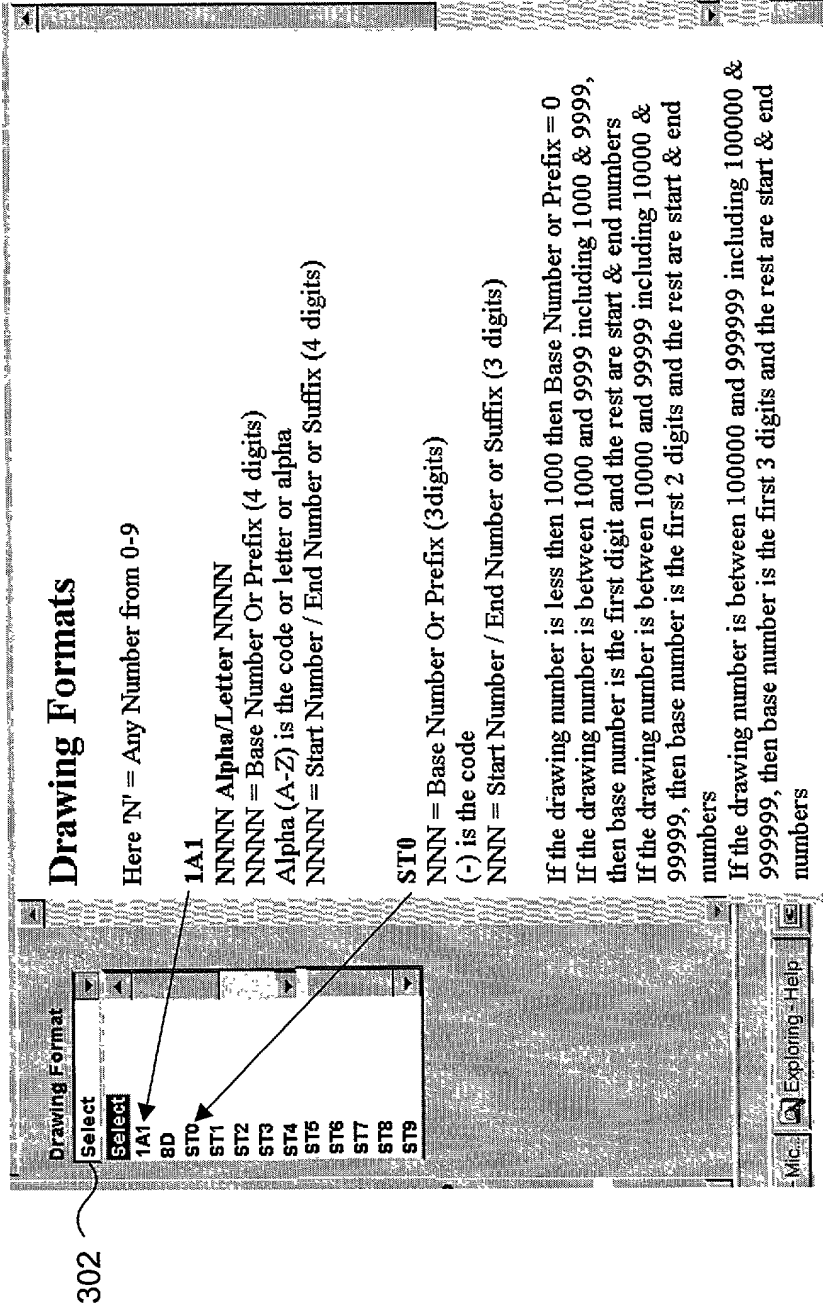 302
Drawing Format
Select
Select
1A1
8D
ST0
ST1
ST2
ST3
ST4
ST5
ST6
ST7
ST8
ST9
Mic...
Exploring - Help
Drawing Formats
Here 'N' = Any Number from 0-9
1A1
NNNN Alpha/Letter NNNN
NNNN = Base Number Or Prefix (4 digits)
Alpha (A-Z) is the code or letter or alpha
NNNN = Start Number / End Number or Suffix (4 digits)
ST0
NNN = Base Number Or Prefix (3digits)
(-) is the code
NNN = Start Number / End Number or Suffix (3 digits)
If the drawing number is less then 1000 then Base Number or Prefix = 0
If the drawing number is between 1000 and 9999 including 1000 & 9999,
then base number is the first digit and the rest are start & end numbers
If the drawing number is between 10000 and 99999 including 10000 &
99999, then base number is the first 2 digits and the rest are start & end
numbers
If the drawing number is between 100000 and 999999 including 100000 &
999999, then base number is the first 3 digits and the rest are start & end
numbers